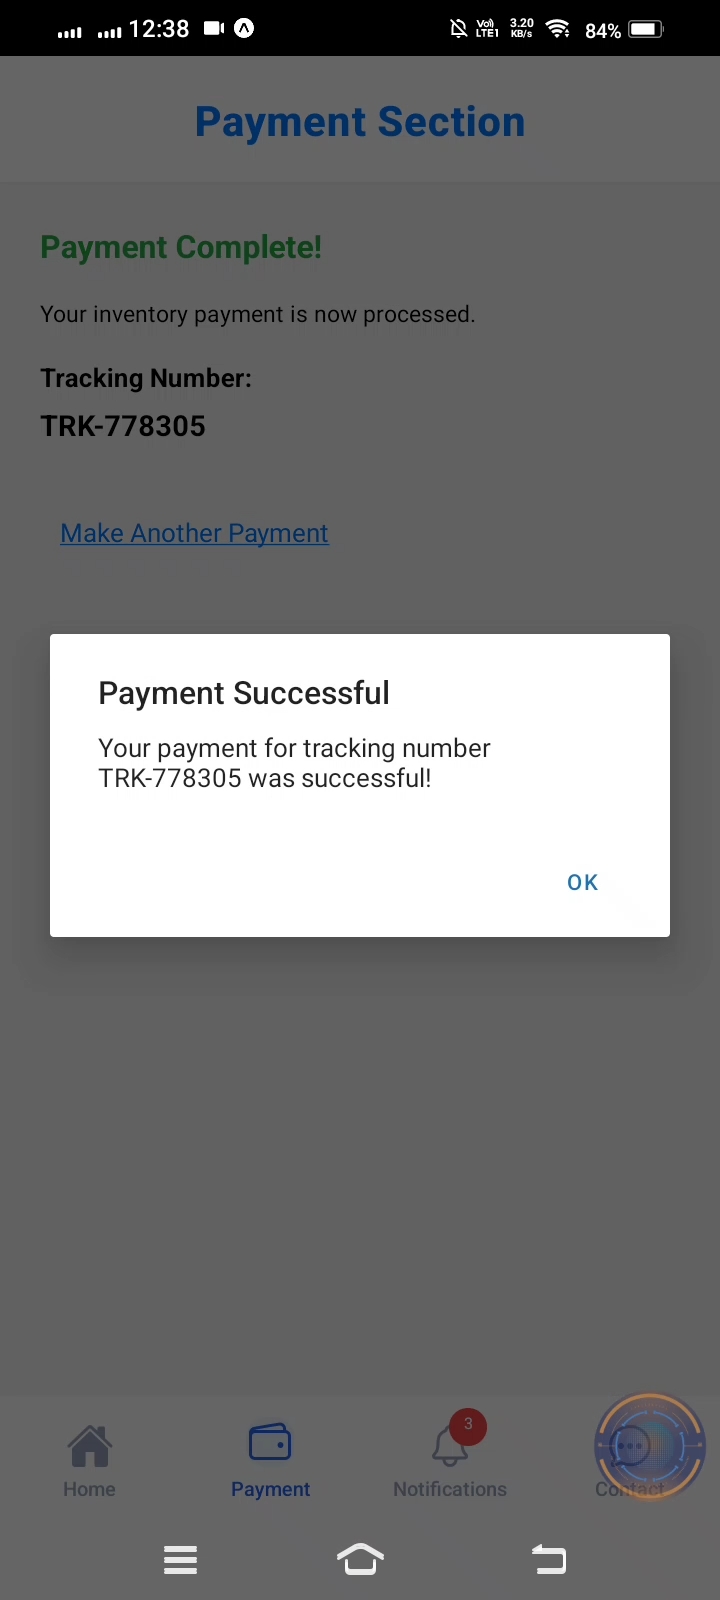 12:38
Vo)) LTE1
3.20 KB/s
84%
Payment Section
Payment Complete!
Your inventory payment is now processed.
Tracking Number:
TRK-778305
Make Another Payment
Payment Successful
Your payment for tracking number
TRK-778305 was successful!
OK
3
Home
Payment
Notifications
Contact